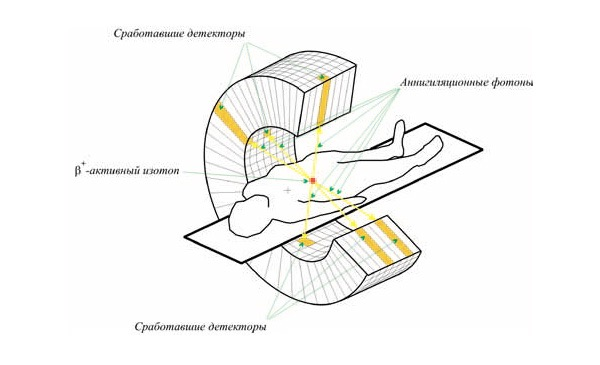 Сработавшие детекторы
Аннигиляционные фотоны
β⁺-активный изотоп
Сработавшие детекторы